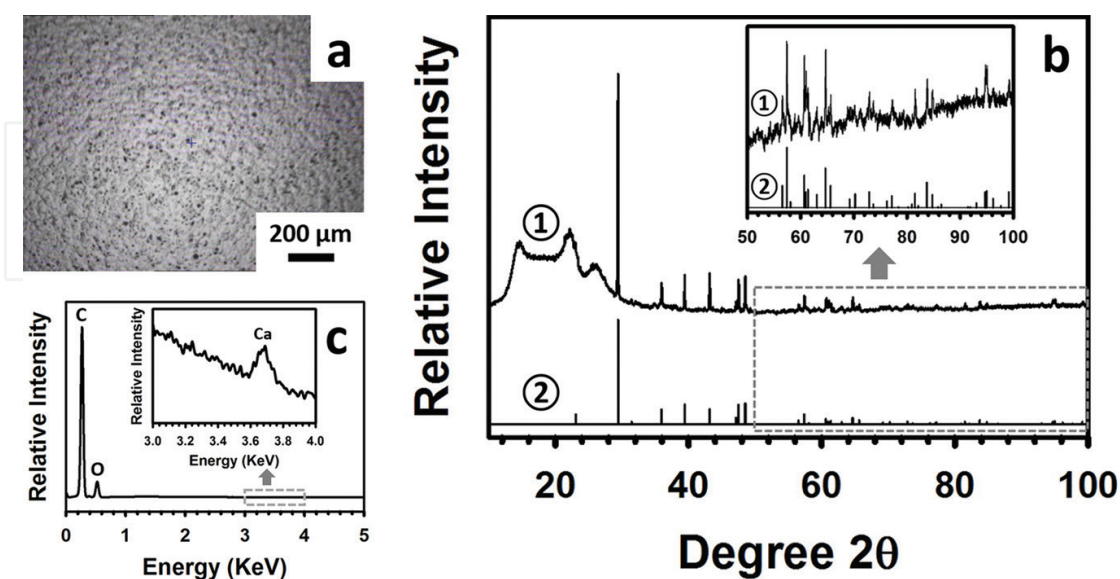 a
200 µm
Relative Intensity
C
O
c
Relative Intensity
Ca
3.0 3.2 3.4 3.6 3.8 4.0
Energy (KeV)
0 1 2 3 4 5
Energy (KeV)
b
Relative Intensity
①
②
①
②
50 60 70 80 90 100
20 40 60 80 100
Degree 2θ